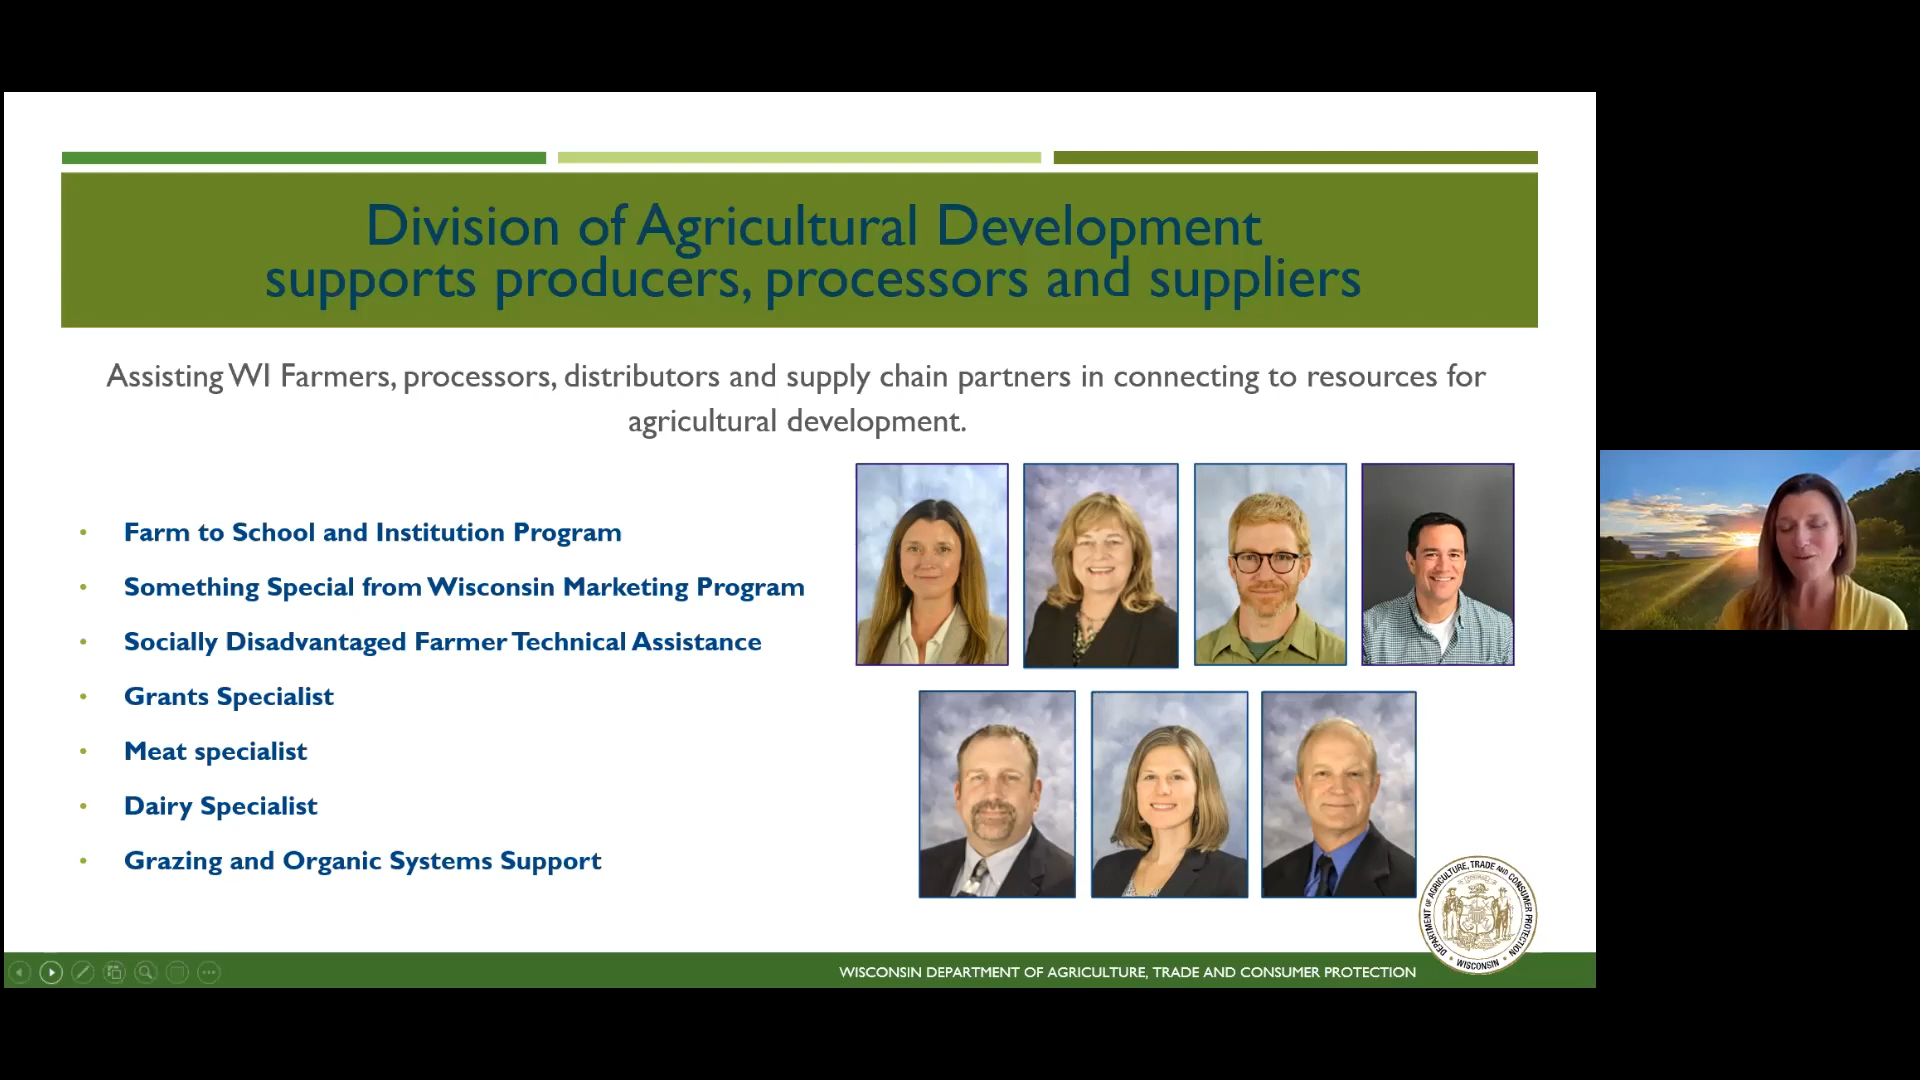 Division of Agricultural Development
supports producers, processors and suppliers
Assisting WI Farmers, processors, distributors and supply chain partners in connecting to resources for
agricultural development.
• Farm to School and Institution Program
• Something Special from Wisconsin Marketing Program
• Socially Disadvantaged Farmer Technical Assistance
• Grants Specialist
• Meat specialist
• Dairy Specialist
• Grazing and Organic Systems Support
DEPARTMENT OF AGRICULTURE, TRADE AND CONSUMER PROTECTION
• WISCONSIN •
WISCONSIN DEPARTMENT OF AGRICULTURE, TRADE AND CONSUMER PROTECTION